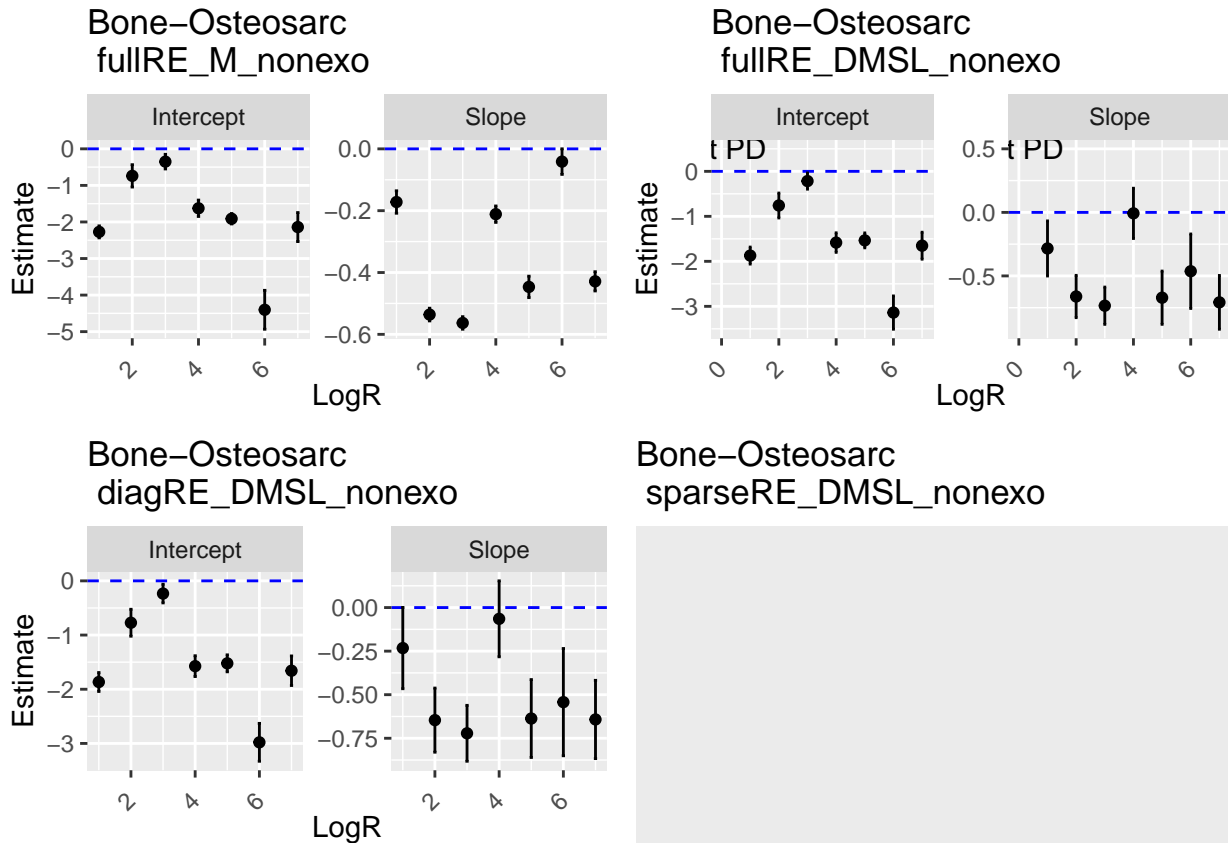 Bone−Osteosarc
fullRE_M_nonexo
Bone−Osteosarc
fullRE_DMSL_nonexo
Intercept
Slope
Intercept
Slope
Estimate
0
−1
−2
−3
−4
−5
0.0
−0.2
−0.4
−0.6
2
4
6
2
4
6
LogR
Estimate
t PD
0
−1
−2
−3
t PD
0.5
0.0
−0.5
0
2
4
6
0
2
4
6
LogR
Bone−Osteosarc
diagRE_DMSL_nonexo
Bone−Osteosarc
sparseRE_DMSL_nonexo
Intercept
Slope
Estimate
0
−1
−2
−3
0.00
−0.25
−0.50
−0.75
2
4
6
2
4
6
LogR